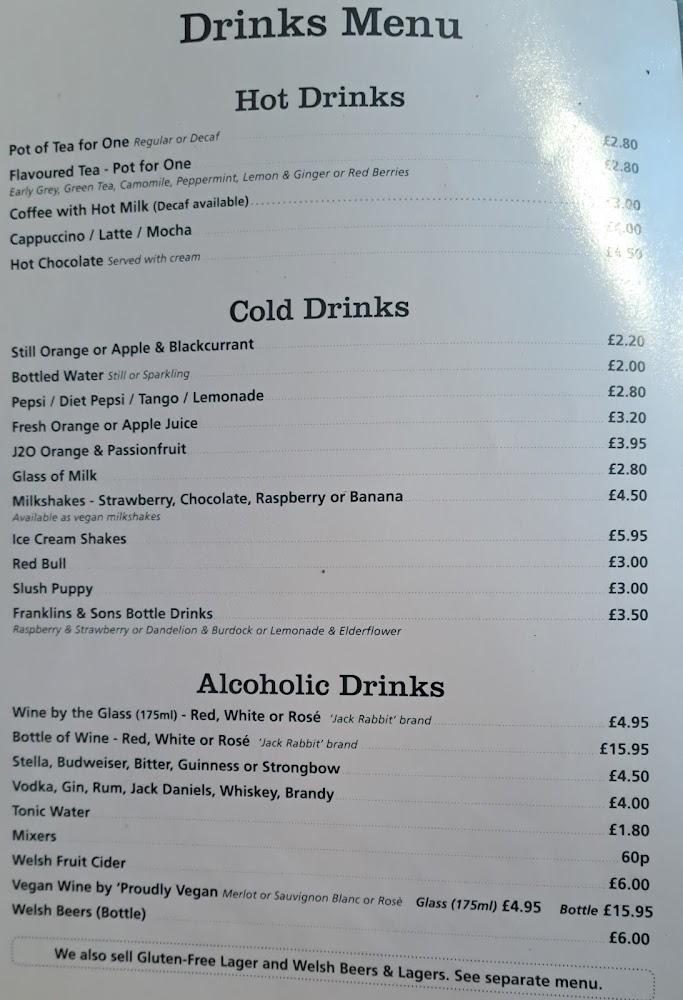 Drinks Menu
Hot Drinks
Pot of Tea for One Regular or Decaf £2.80
Flavoured Tea - Pot for One £2.80
Early Grey, Green Tea, Camomile, Peppermint, Lemon & Ginger or Red Berries
Coffee with Hot Milk (Decaf available) 3.00
Cappuccino / Latte / Mocha
Hot Chocolate Served with cream £4.50
Cold Drinks
Still Orange or Apple & Blackcurrant £2.20
Bottled Water Still or Sparkling £2.00
Pepsi / Diet Pepsi / Tango / Lemonade £2.80
Fresh Orange or Apple Juice £3.20
J2O Orange & Passionfruit £3.95
Glass of Milk £2.80
Milkshakes - Strawberry, Chocolate, Raspberry or Banana £4.50
Available as vegan milkshakes
Ice Cream Shakes £5.95
Red Bull £3.00
Slush Puppy £3.00
Franklins & Sons Bottle Drinks £3.50
Raspberry & Strawberry or Dandelion & Burdock or Lemonade & Elderflower
Alcoholic Drinks
Wine by the Glass (175ml) - Red, White or Rosé 'Jack Rabbit' brand £4.95
Bottle of Wine - Red, White or Rosé 'Jack Rabbit' brand £15.95
Stella, Budweiser, Bitter, Guinness or Strongbow £4.50
Vodka, Gin, Rum, Jack Daniels, Whiskey, Brandy £4.00
Tonic Water £1.80
Mixers 60p
Welsh Fruit Cider £6.00
Vegan Wine by 'Proudly Vegan Merlot or Sauvignon Blanc or Rosè Glass (175ml) £4.95 Bottle £15.95
Welsh Beers (Bottle) £6.00
We also sell Gluten-Free Lager and Welsh Beers & Lagers. See separate menu.